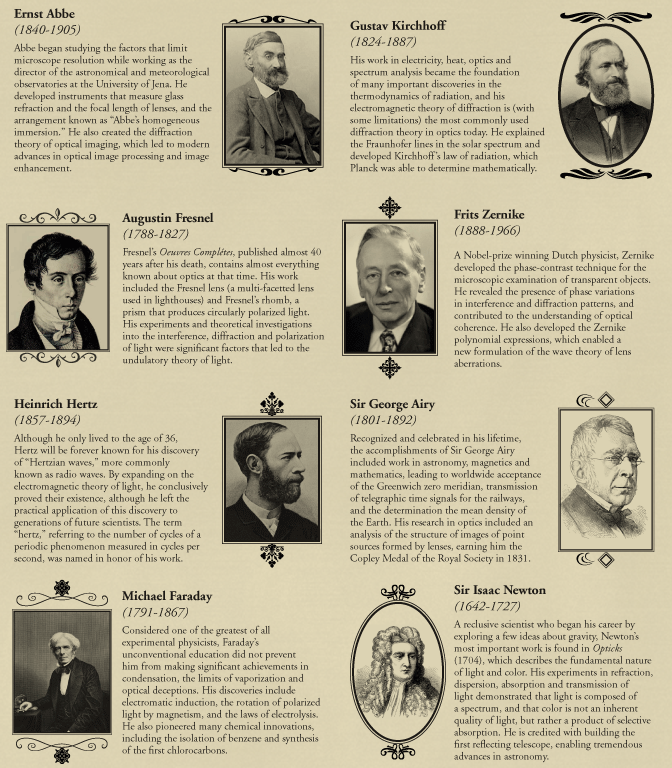 Ernst Abbe
(1840-1905)
Abbe began studying the factors that limit
microscope resolution while working as the
director of the astronomical and meteorological
observatories at the University of Jena. He
developed instruments that measure glass
refraction and the focal length of lenses, and the
arrangement known as “Abbe’s homogeneous
immersion.” He also created the diffraction
theory of optical imaging, which led to modern
advances in optical image processing and image
enhancement.
Gustav Kirchhoff
(1824-1887)
His work in electricity, heat, optics and
spectrum analysis became the foundation
of many important discoveries in the
thermodynamics of radiation, and his
electromagnetic theory of diffraction is (with
some limitations) the most commonly used
diffraction theory in optics today. He explained
the Fraunhofer lines in the solar spectrum and
developed Kirchhoff’s law of radiation, which
Planck was able to determine mathematically.
Augustin Fresnel
(1788-1827)
Fresnel’s Oeuvres Complétes, published almost 40
years after his death, contains almost everything
known about optics at that time. His work
included the Fresnel lens (a multi-facetted lens
used in lighthouses) and Fresnel’s rhomb, a
prism that produces circularly polarized light.
His experiments and theoretical investigations
into the interference, diffraction and polarization
of light were significant factors that led to the
undulatory theory of light.
Frits Zernike
(1888-1966)
A Nobel-prize winning Dutch physicist, Zernike
developed the phase-contrast technique for the
microscopic examination of transparent objects.
He revealed the presence of phase variations
in interference and diffraction patterns, and
contributed to the understanding of optical
coherence. He also developed the Zernike
polynomial expressions, which enabled a
new formulation of the wave theory of lens
aberrations.
Heinrich Hertz
(1857-1894)
Although he only lived to the age of 36,
Hertz will be forever known for his discovery
of “Hertzian waves,” more commonly
known as radio waves. By expanding on the
electromagnetic theory of light, he conclusively
proved their existence, although he left the
practical application of this discovery to
generations of future scientists. The term
“hertz,” referring to the number of cycles of a
periodic phenomenon measured in cycles per
second, was named in honor of his work.
Sir George Airy
(1801-1892)
Recognized and celebrated in his lifetime,
the accomplishments of Sir George Airy
included work in astronomy, magnetics and
mathematics, leading to worldwide acceptance
of the Greenwich zero meridian, transmission
of telegraphic time signals for the railways,
and the determination the mean density of
the Earth. His research in optics included an
analysis of the structure of images of point
sources formed by lenses, earning him the
Copley Medal of the Royal Society in 1831.
Michael Faraday
(1791-1867)
Considered one of the greatest of all
experimental physicists, Faraday’s
unconventional education did not prevent
him from making significant achievements in
condensation, the limits of vaporization and
optical deceptions. His discoveries include
electromatic induction, the rotation of polarized
light by magnetism, and the laws of electrolysis.
He also pioneered many chemical innovations,
including the isolation of benzene and synthesis
of the first chlorocarbons.
Sir Isaac Newton
(1642-1727)
A reclusive scientist who began his career by
exploring a few ideas about gravity, Newton’s
most important work is found in Opticks
(1704), which describes the fundamental nature
of light and color. His experiments in refraction,
dispersion, absorption and transmission of
light demonstrated that light is composed of
a spectrum, and that color is not an inherent
quality of light, but rather a product of selective
absorption. He is credited with building the
first reflecting telescope, enabling tremendous
advances in astronomy.